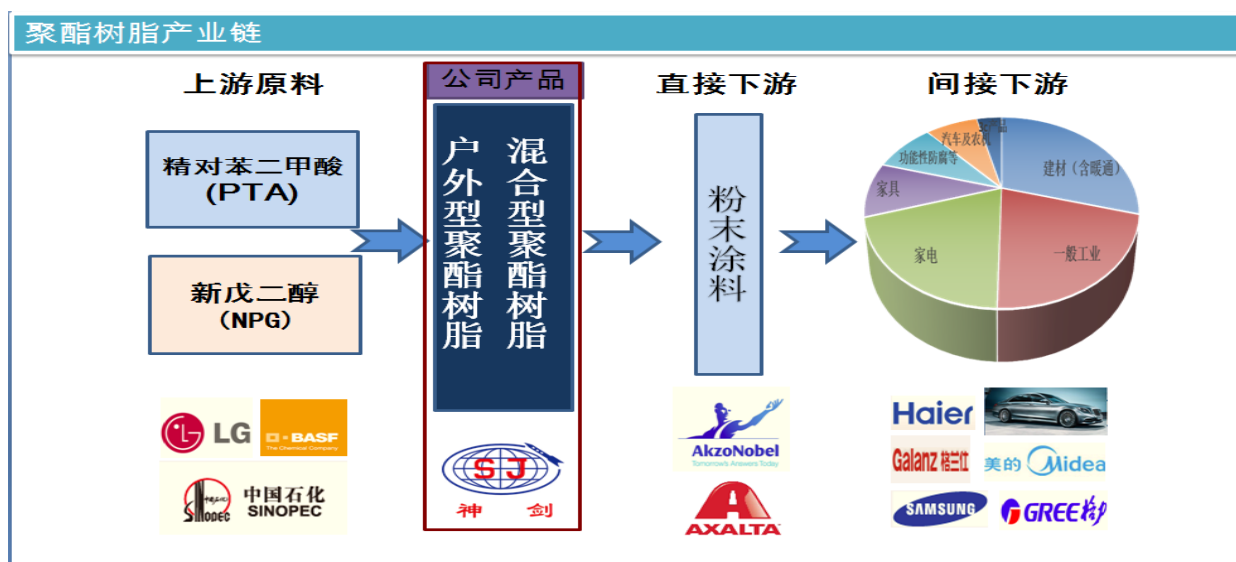 聚酯树脂产业链
上游原料
精对苯二甲酸
(PTA)
新戊二醇
(NPG)
LG
BASF
The Chemical Company
SINOPEC
中国石化
SINOPEC
公司产品
户外型聚酯树脂
混合型聚酯树脂
SJ
神剑
直接下游
粉末涂料
AkzoNobel
Tomorrow's Answers Today
AXALTA
间接下游
建材（含暖通）
一般工业
家电
家具
功能性防腐等
汽车及农机
Haier
Galanz 格兰仕
美的 Midea
SAMSUNG
GREE 格力